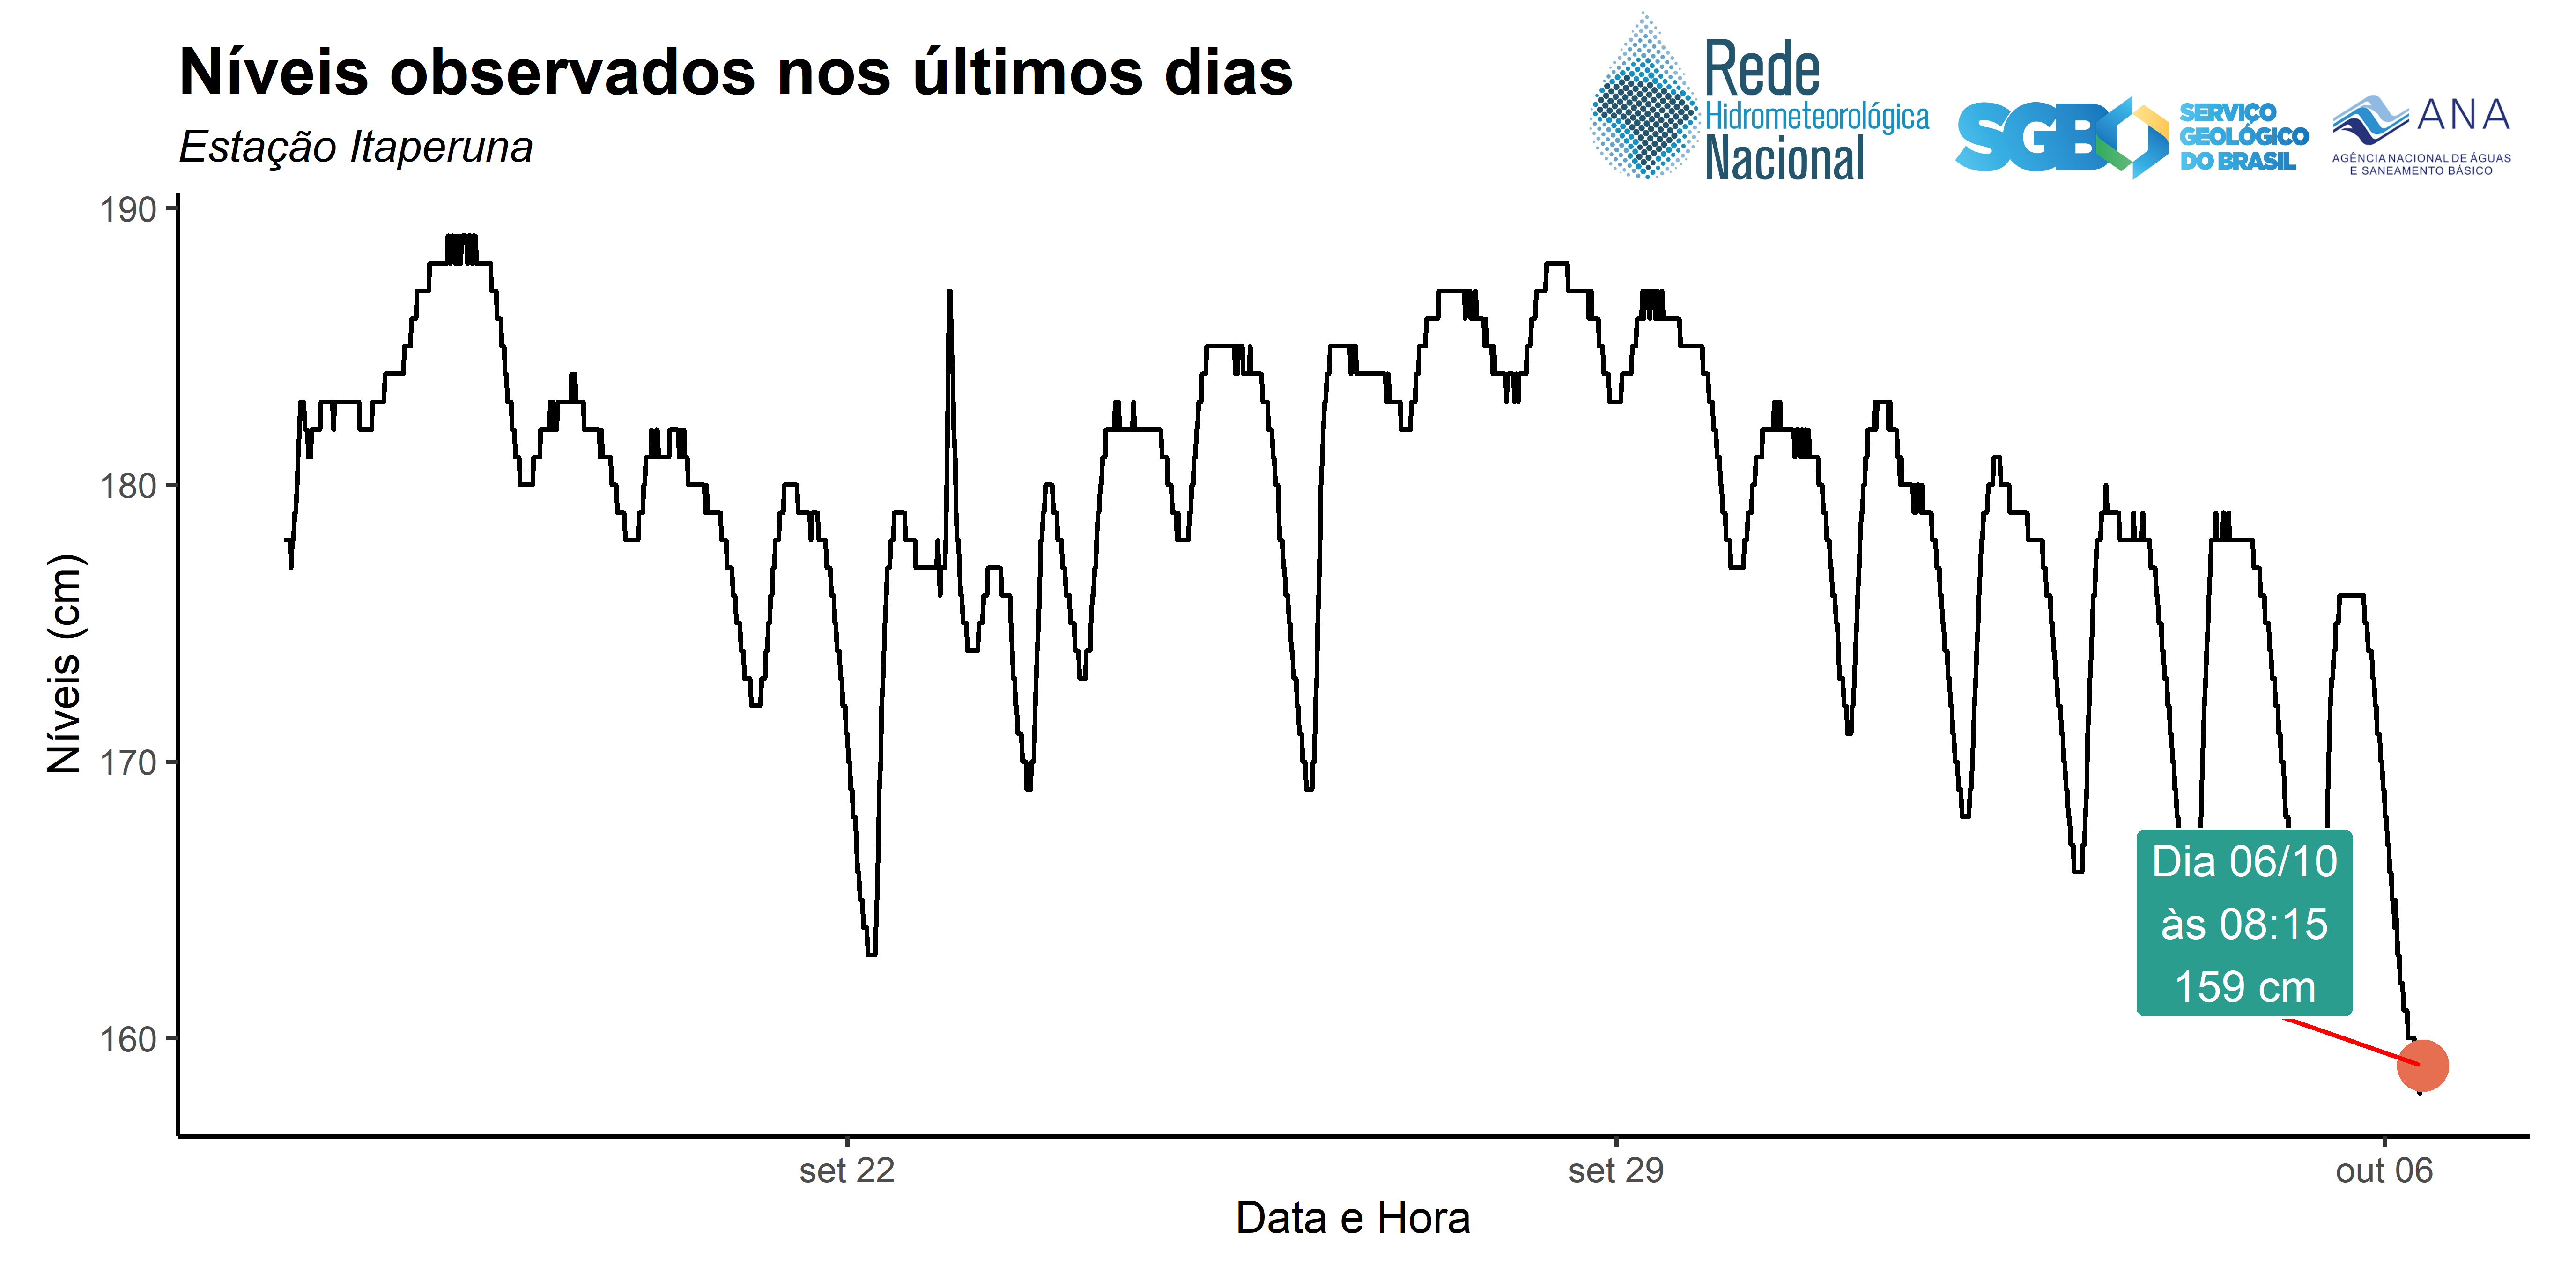 Níveis observados nos últimos dias
Estação Itaperuna
Rede
Hidrometeorológica
Nacional
SGB
SERVIÇO
GEOLÓGICO
DO BRASIL
ANA
AGÊNCIA NACIONAL DE ÁGUAS
E SANEAMENTO BÁSICO
190
180
170
160
Níveis (cm)
Dia 06/10
às 08:15
159 cm
set 22
set 29
out 06
Data e Hora